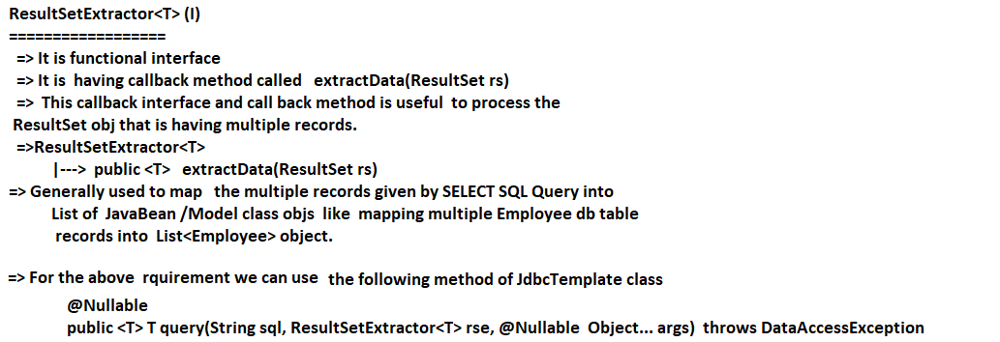 ResultSetExtractor<T> (I)
==================
=> It is functional interface
=> It is having callback method called extractData(ResultSet rs)
=> This callback interface and call back method is useful to process the
ResultSet obj that is having multiple records.
=>ResultSetExtractor<T>
|---> public <T> extractData(ResultSet rs)
=> Generally used to map the multiple records given by SELECT SQL Query into
List of JavaBean /Model class objs like mapping multiple Employee db table
records into List<Employee> object.
=> For the above rquirement we can use the following method of JdbcTemplate class
@Nullable
public <T> T query(String sql, ResultSetExtractor<T> rse, @Nullable Object... args) throws DataAccessException